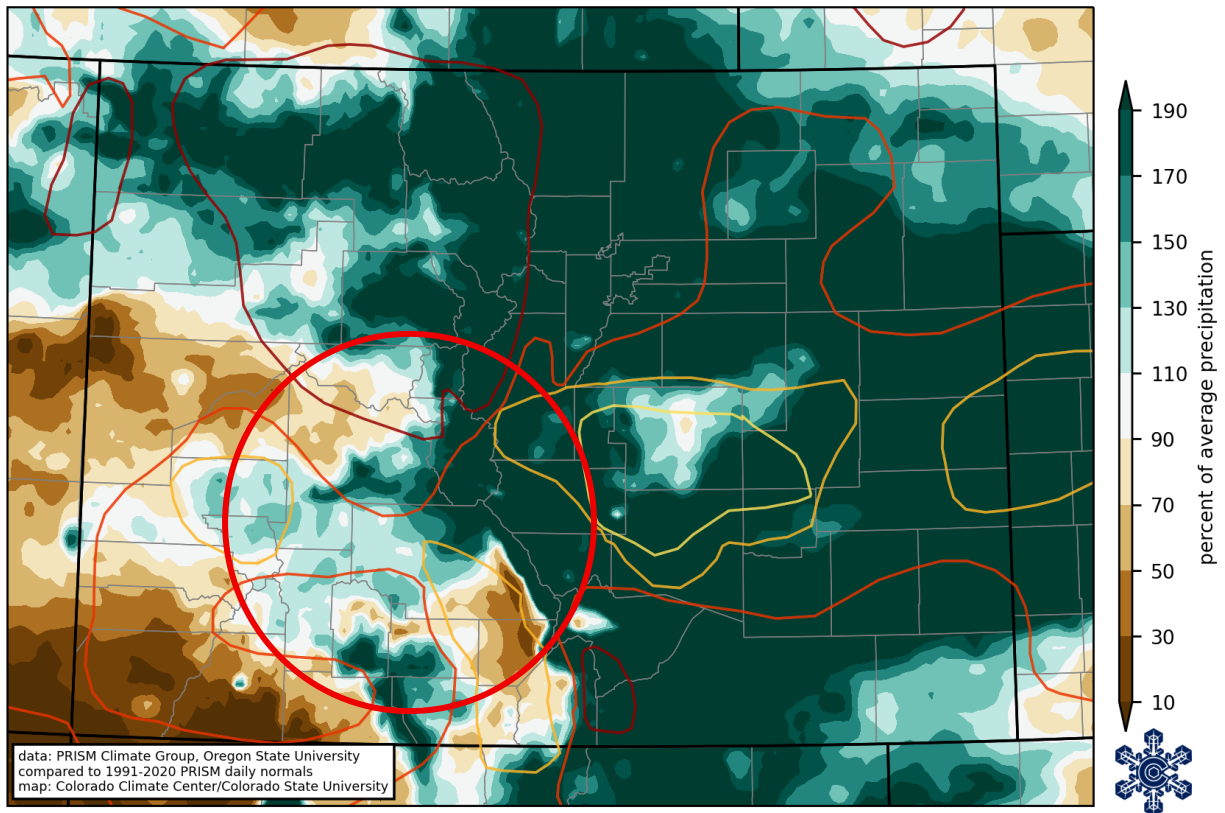 190
170
150
130
110
90
70
50
30
10
percent of average precipitation
data: PRISM Climate Group, Oregon State University
compared to 1991-2020 PRISM daily normals
map: Colorado Climate Center/Colorado State University